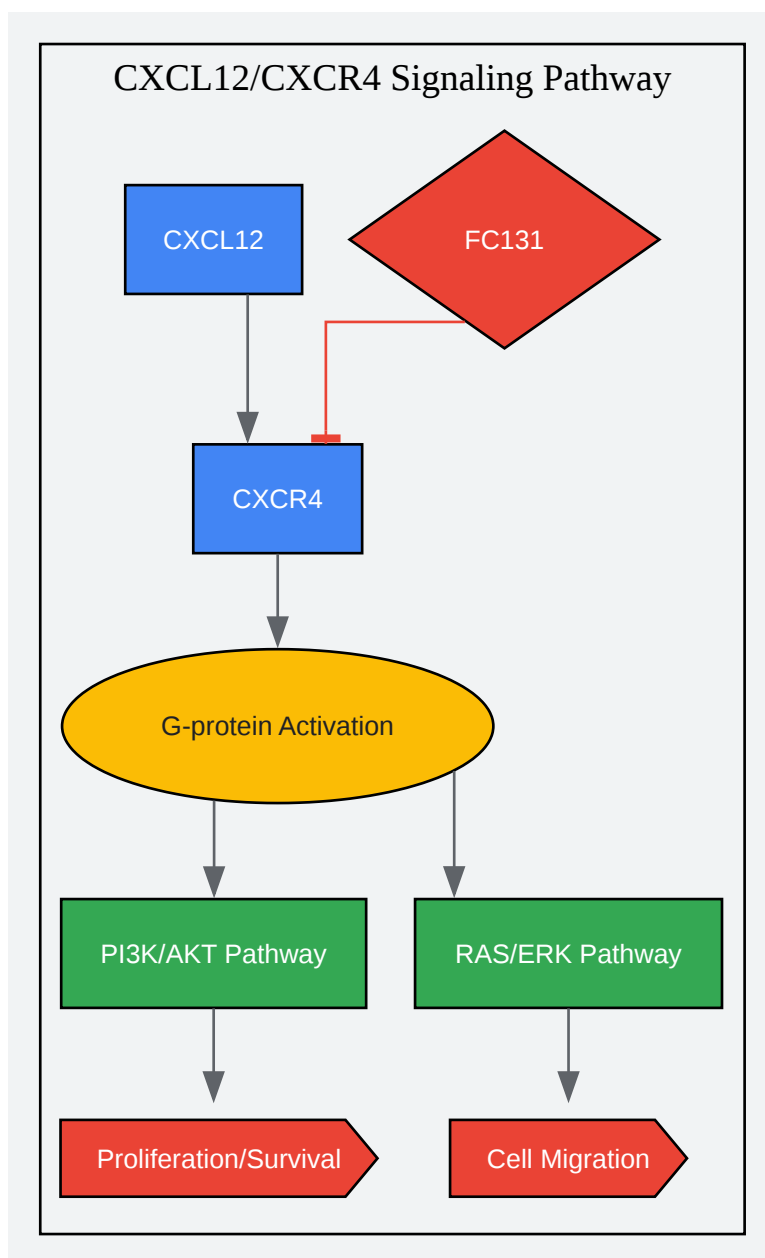 CXCL12/CXCR4 Signaling Pathway
CXCL12
FC131
CXCR4
G-protein Activation
PI3K/AKT Pathway
RAS/ERK Pathway
Proliferation/Survival
Cell Migration